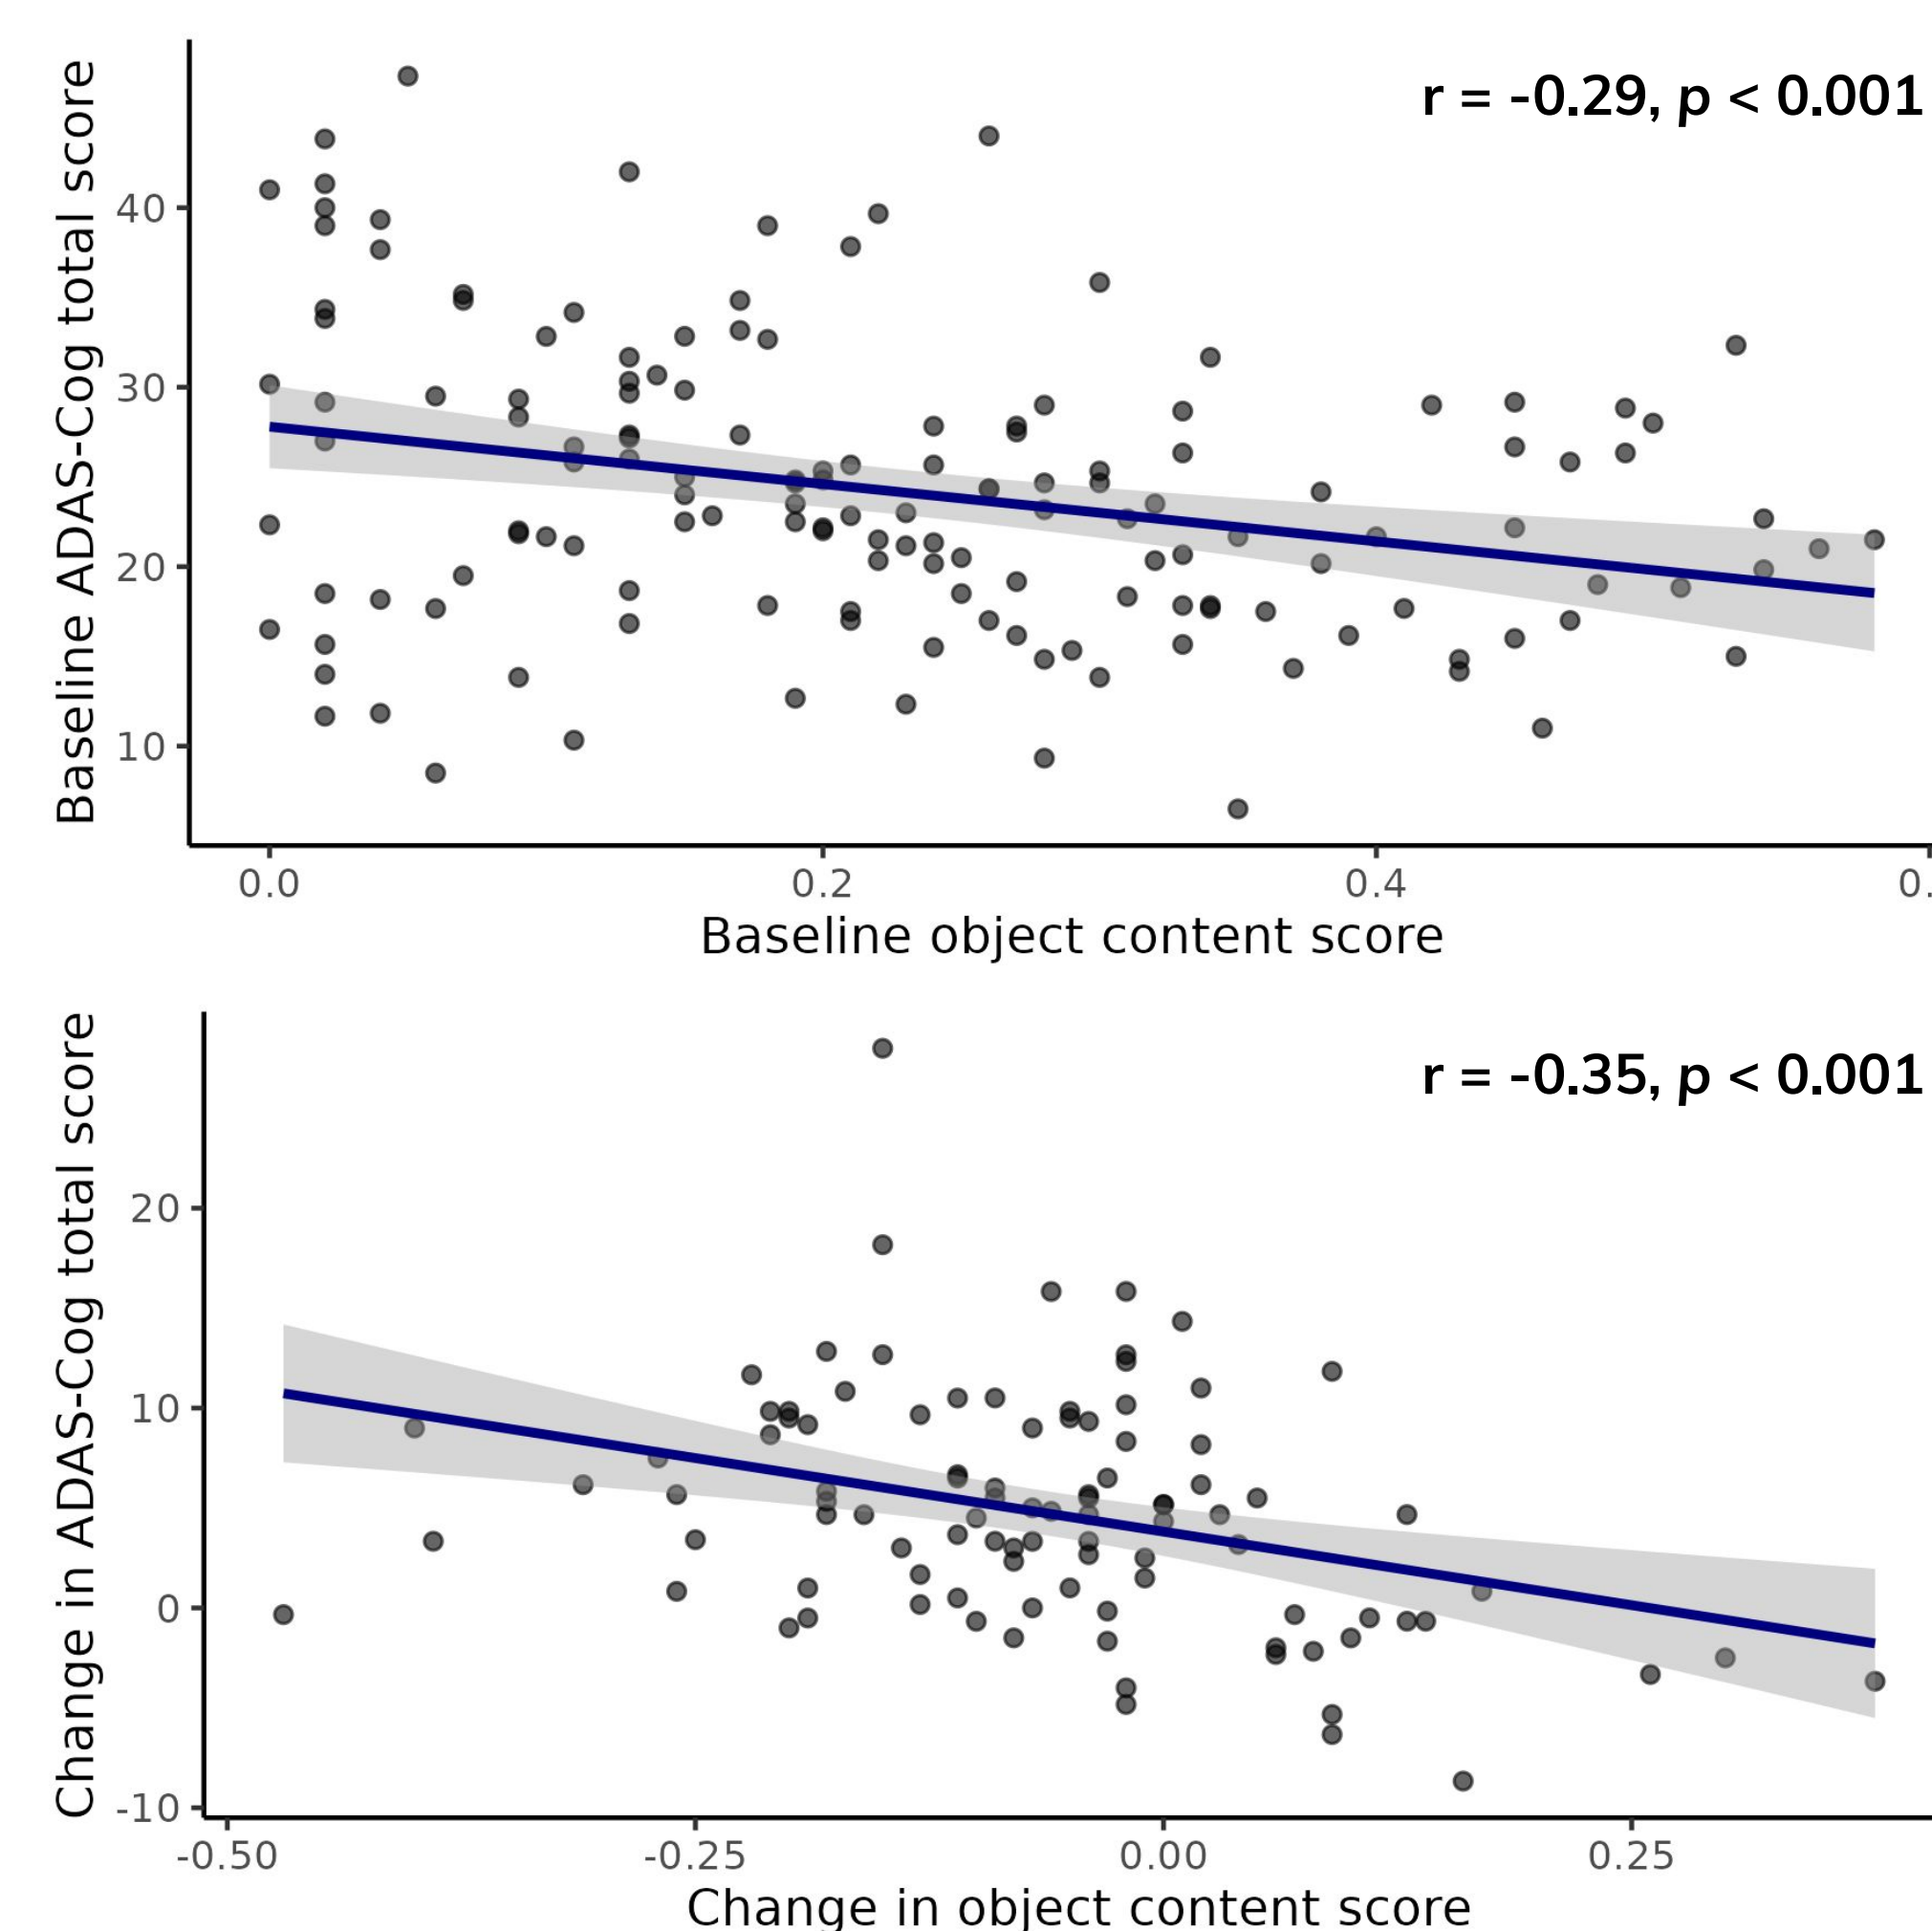 Baseline ADAS-Cog total score
r = -0.29, p < 0.001
40
30
20
10
0.0 0.2 0.4 0.
Baseline object content score
Change in ADAS-Cog total score
r = -0.35, p < 0.001
20
10
0
-10
-0.50 -0.25 0.00 0.25
Change in object content score